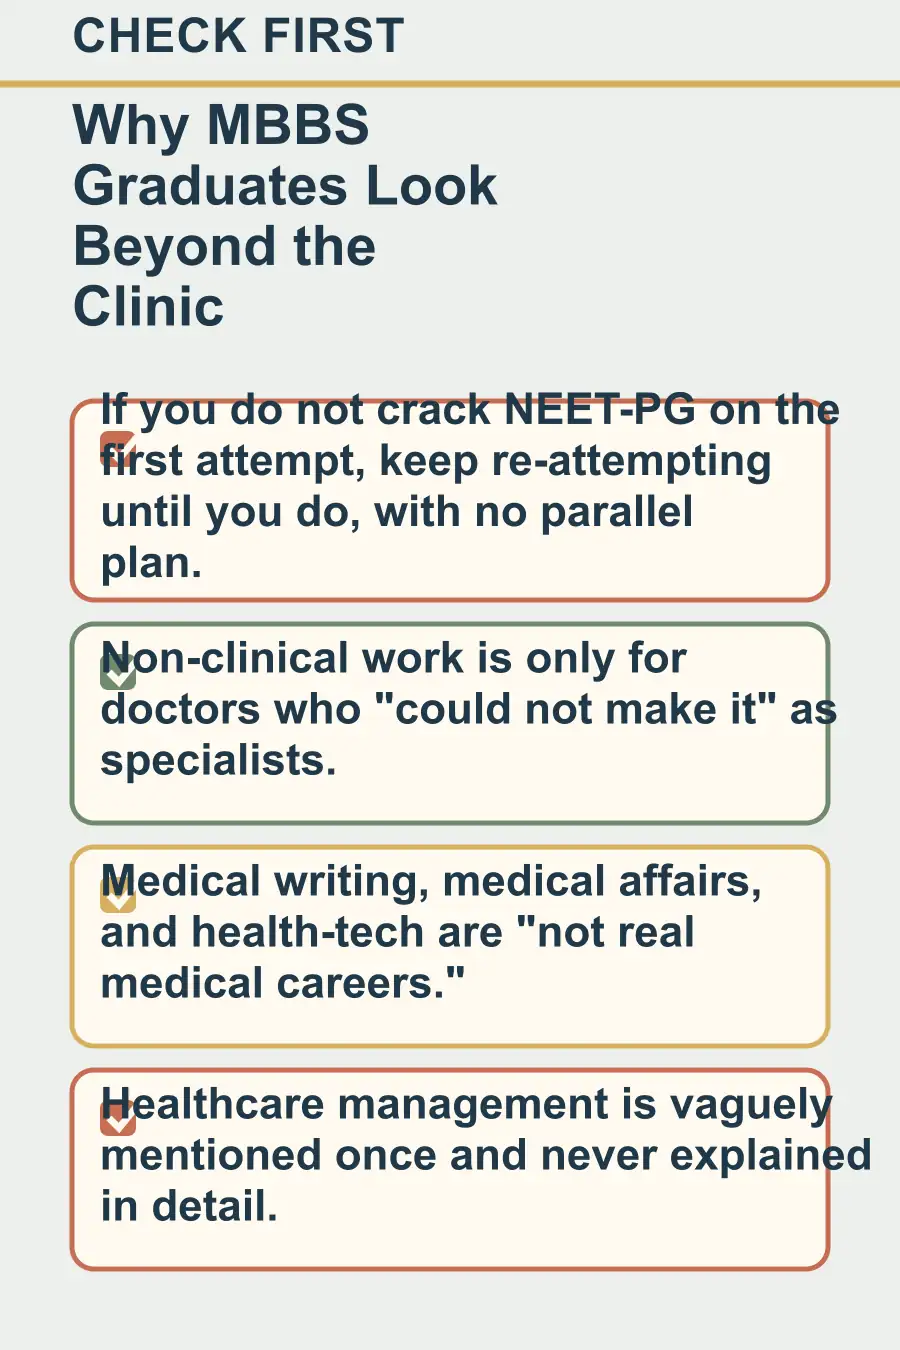 CHECK FIRST
Why MBBS
Graduates Look
Beyond the
Clinic
If you do not crack NEET-PG on the
first attempt, keep re-attempting
until you do, with no parallel
plan.
Non-clinical work is only for
doctors who "could not make it" as
specialists.
Medical writing, medical affairs,
and health-tech are "not real
medical careers."
Healthcare management is vaguely
mentioned once and never explained
in detail.